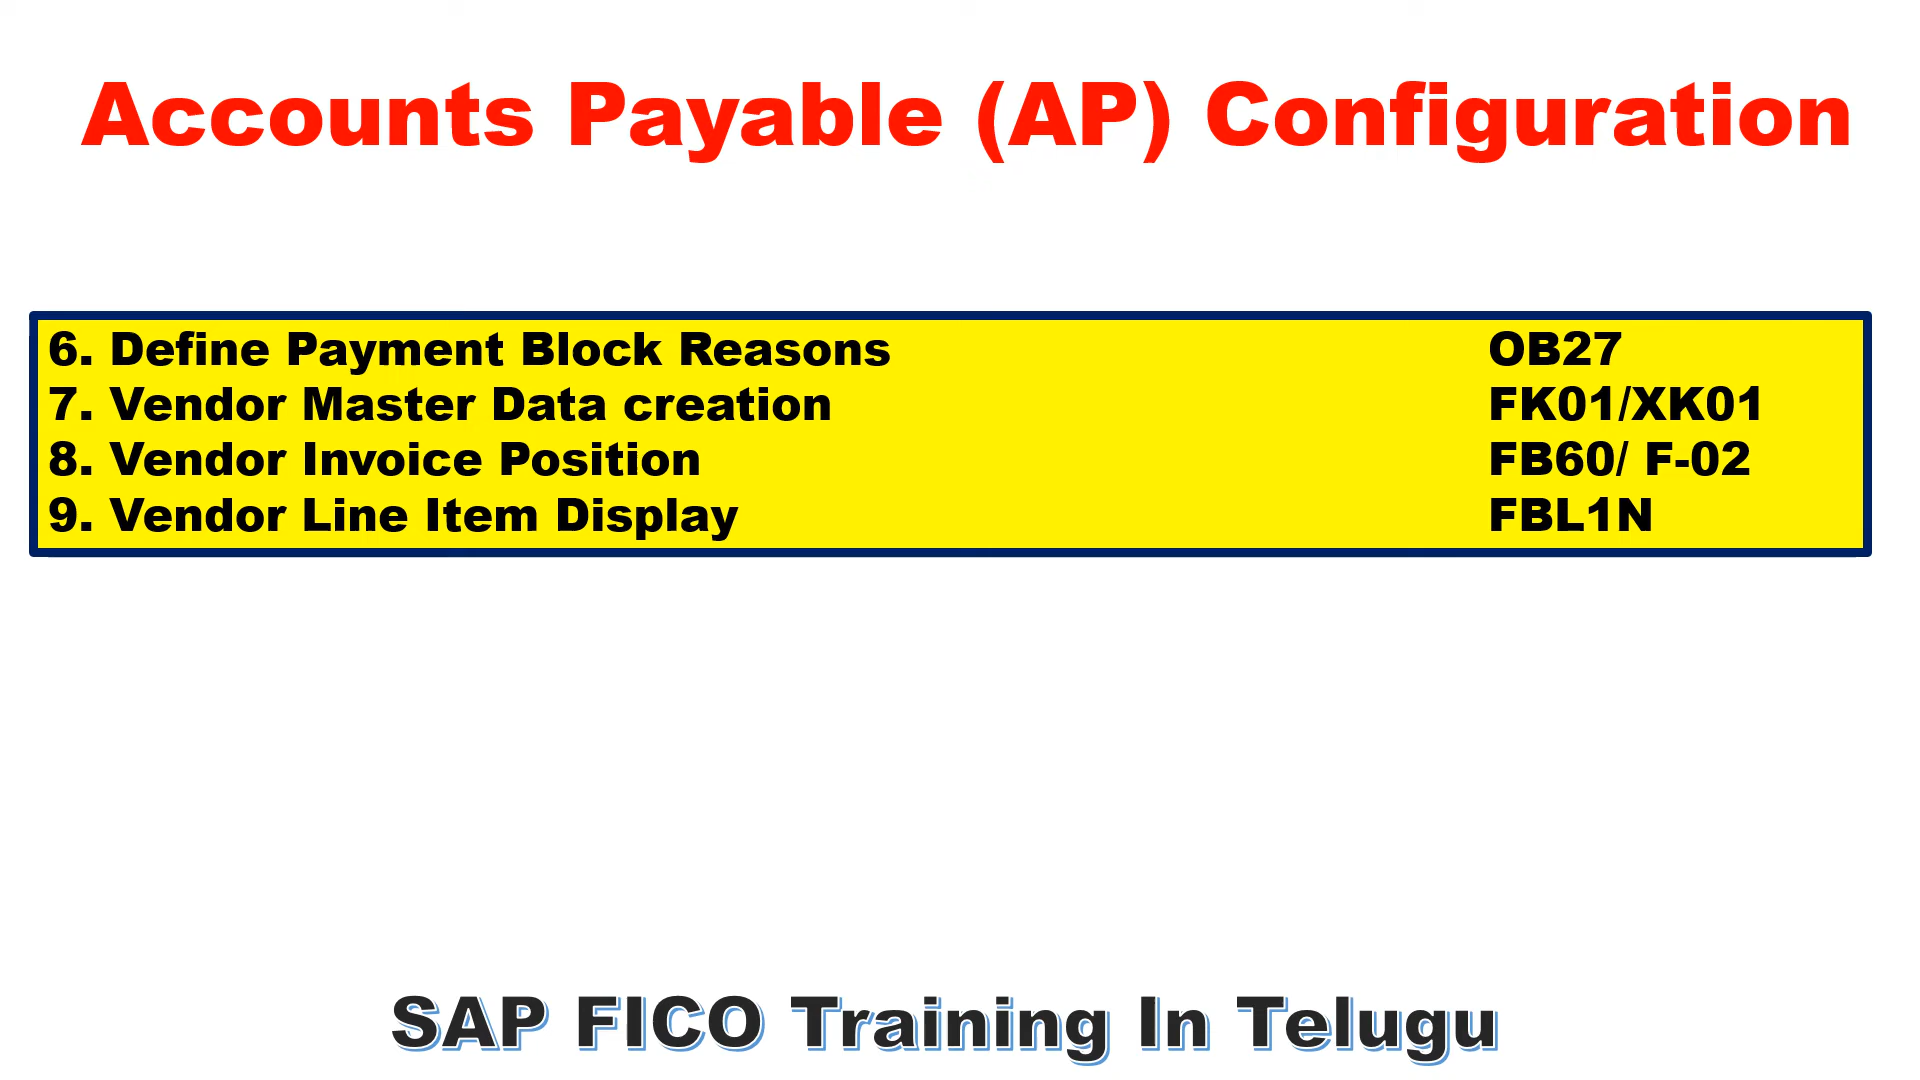 Accounts Payable (AP) Configuration
6. Define Payment Block Reasons OB27
7. Vendor Master Data creation FK01/XK01
8. Vendor Invoice Position FB60/ F-02
9. Vendor Line Item Display FBL1N
SAP FICO Training In Telugu